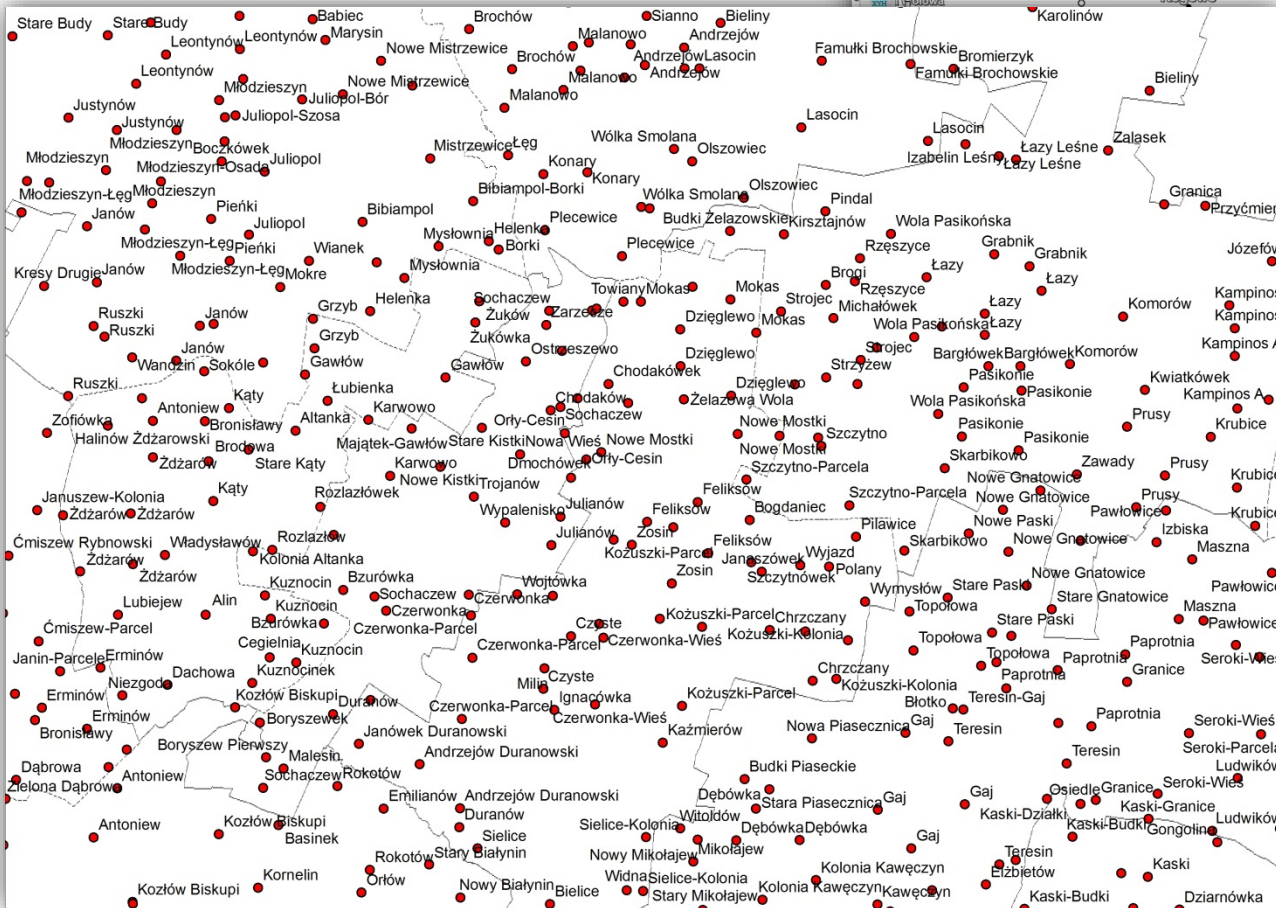 Karolinów
Babiec
Brochów
Sianno
Bieliny
Stare Budy
Stare Budy
Leontynów
Leontynów
Marysin
Malanowo
Andrzejów
Nowe Mistrzewice
Brochów
Andrzejów
Lasocin
Famułki Brochowskie
Bromierzyk
Leontynów
Andrzejów
Famułki Brochowskie
Malanowo
Bieliny
Młodzieszyn
Nowe Mistrzewice
Malanowo
Juliopol-Bór
Justynów
Juliopol-Szosa
Lasocin
Justynów
Lasocin
Wólka Smolana
Zalasek
Młodzieszyn
Boczkówek
Mistrzewice
Łęg
Olszowiec
Izabelin Leśny
Łazy Leśne
Łazy Leśne
Młodzieszyn
Młodzieszyn-Osada
Juliopol
Konary
Konary
Młodzieszyn-Łęg
Młodzieszyn
Bibiampol-Borki
Wólka Smolana
Olszowiec
Pindal
Granica
Janów
Pieńki
Juliopol
Bibiampol
Plecewice
Budki Żelazowskie
Kirsztajnów
Wola Pasikońska
Mysłownia
Helenka
Borki
Plecewice
Rzęszyce
Grabnik
Grabnik
Młodzieszyn-Łęg
Pieńki
Wianek
Kresy Drugie
Janów
Młodzieszyn-Łęg
Mokre
Mysłownia
Brogi
Rzęszyce
Łazy
Łazy
Towiany
Mokas
Mokas
Strojec
Michałówek
Kampinos
Grzyb
Helenka
Sochaczew
Żuków
Zarzecze
Dzięglewo
Mokas
Łazy
Komorów
Kampinos
Ruszki
Ruszki
Janów
Wola Pasikońska
Łazy
Grzyb
Żukówka
Ostrzeszewo
Strojec
Wandzin
Janów
Sokóle
Gawłów
Gawłów
Chodakówek
Dzięglewo
Strzyżew
Bargłówek
Bargłówek
Komorów
Pasikonie
Ruszki
Kąty
Łubienka
Chodaków
Żelazowa Wola
Dzięglewo
Pasikonie
Kwiatkówek
Zofiówka
Antoniew
Bronisławy
Altanka
Karwowo
Orły-Cesin
Sochaczew
Nowe Mostki
Wola Pasikońska
Prusy
Krubice
Halinów
Żdżarowski
Brodowa
Majątek-Gawłów
Stare Kistki
Nowa Wieś
Nowe Mostki
Nowe Mostki
Szczytno
Pasikonie
Pasikonie
Żdżarów
Stare Kąty
Karwowo
Dmochówek
Orły-Cesin
Szczytno-Parcela
Skarbikowo
Zawady
Prusy
Kąty
Rozlazłówek
Nowe Kistki
Trojanów
Feliksów
Nowe Gnatowice
Januszew-Kolonia
Szczytno-Parcela
Nowe Gnatowice
Prusy
Żdżarów
Żdżarów
Wypalenisko
Julianów
Feliksów
Bogdaniec
Pawłowice
Nowe Paski
Izbiska
Ćmiszew Rybnowski
Władysławów
Rozlazłów
Julianów
Zosin
Feliksów
Pilawice
Skarbikowo
Nowe Gnatowice
Maszna
Żdżarów
Kolonia Altanka
Kożuszki-Parcel
Janaszówek
Wyjazd
Żdżarów
Kuznocin
Bzurówka
Wojtówka
Zosin
Szczytnówek
Polany
Nowe Gnatowice
Lubiejew
Alin
Kuznocin
Sochaczew
Czerwonka
Wymysłów
Stare Paski
Stare Gnatowice
Bzurówka
Czerwonka
Topołowa
Maszna
Ćmiszew-Parcel
Czerwonka-Parcel
Czyste
Kożuszki-Parcel
Chrzczany
Stare Paski
Cegielnia
Kuznocin
Czerwonka-Parcel
Czerwonka-Wieś
Kożuszki-Kolonia
Topołowa
Paprotnia
Janin-Parcele
Erminów
Topołowa
Paprotnia
Dachowa
Kuznocinek
Czyste
Chrzczany
Paprotnia
Granice
Erminów
Niezgoda
Kozłów Biskupi
Duranów
Milin
Ignacówka
Kożuszki-Parcel
Kożuszki-Kolonia
Teresin-Gaj
Erminów
Boryszewek
Czerwonka-Parcel
Czerwonka-Wieś
Błotko
Paprotnia
Bronisławy
Janówek Duranowski
Kaźmierów
Nowa Piasecznica
Gaj
Teresin
Boryszew Pierwszy
Malesin
Andrzejów Duranowski
Teresin
Dąbrowa
Antoniew
Sochaczew
Rokotów
Budki Piaseckie
Zielona Dąbrowa
Emilianów
Andrzejów Duranowski
Dębówka
Stara Piasecznica
Gaj
Gaj
Osiedle
Granice
Antoniew
Kozłów Biskupi
Basinek
Duranów
Sielice-Kolonia
Witoldów
Dębówka
Dębówka
Kaski-Działki
Kaski-Budki
Kaski-Granice
Sielice
Gaj
Gongolina
Rokotów
Stary Białynin
Nowy Mikołajew
Mikołajew
Teresin
Kozłów Biskupi
Kornelin
Orłów
Nowy Białynin
Bielice
Widna
Sielice-Kolonia
Stary Mikołajew
Kolonia Kawęczyn
Kolonia Kawęczyn
Kawęczyn
Elżbietów
Kaski
Kaski-Budki
Dziarnówka